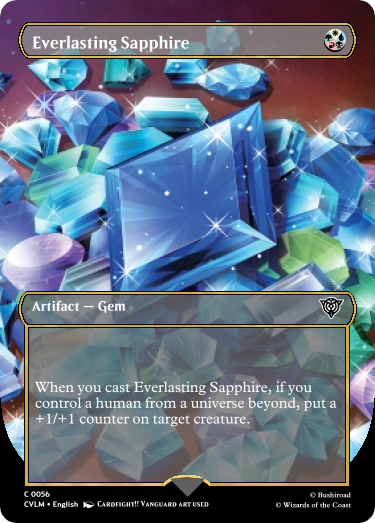 Everlasting Sapphire
Artifact — Gem
When you cast Everlasting Sapphire, if you
control a human from a universe beyond, put a
+1/+1 counter on target creature.
C 0056
CVLM • English CARDFIGHT!! VANGUARD ART USED
© Bushiroad
© Wizards of the Coast